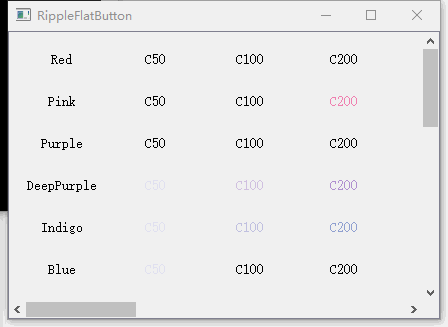 RippleFlatButton
Red C50 C100 C200
Pink C50 C100 C200
Purple C50 C100 C200
DeepPurple C50 C100 C200
Indigo C50 C100 C200
Blue C50 C100 C200